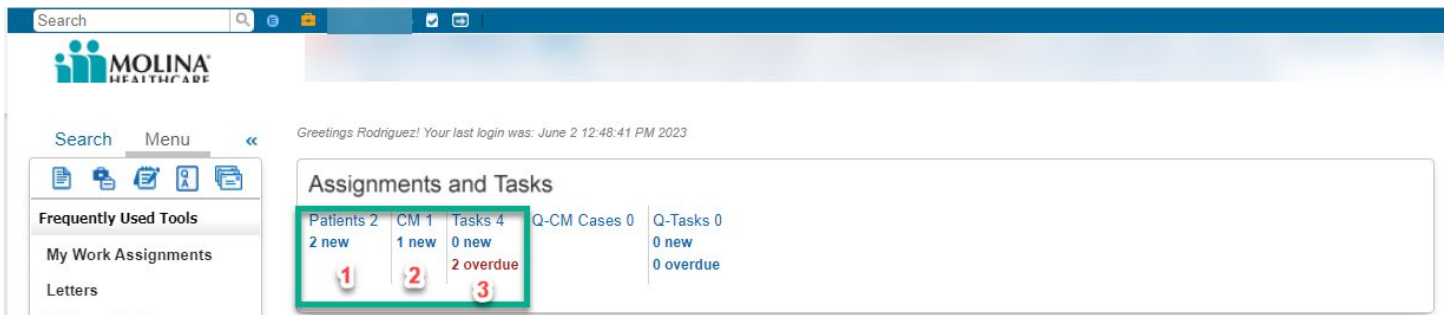 Search
MOLINA
HEALTHCARE
Search Menu «
Greetings Rodriguez! Your last login was: June 2 12:48:41 PM 2023
Q A
Assignments and Tasks
Frequently Used Tools
My Work Assignments
Letters
Patients 2 CM 1 Tasks 4 Q-CM Cases 0 Q-Tasks 0
2 new 1 new 0 new 0 new
2 overdue 0 overdue
1 2 3